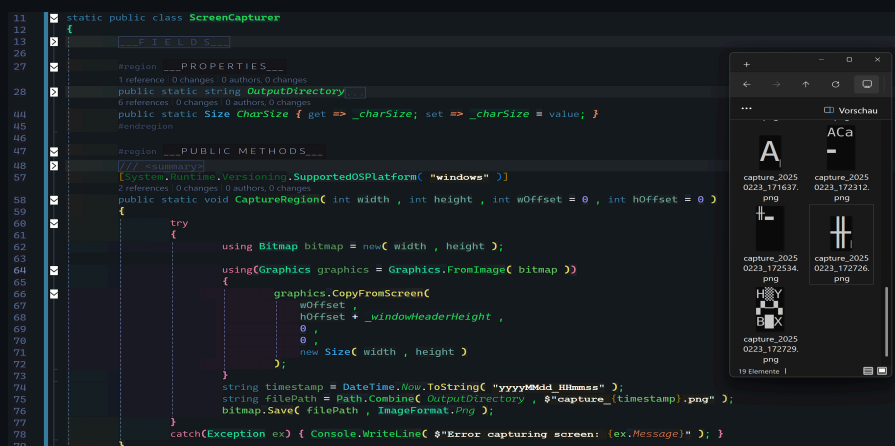 11 static public class ScreenCapturer
12 {
13 ___F I E L D S___
26
27 #region ___P R O P E R T I E S___
1 reference | 0 changes | 0 authors, 0 changes
28 public static string OutputDirectory...
6 references | 0 changes | 0 authors, 0 changes
44 public static Size CharSize { get => _charSize; set => _charSize = value; }
45 #endregion
46
47 #region ___P U B L I C M E T H O D S___
48 /// <summary>
57 [System.Runtime.Versioning.SupportedOSPlatform( "windows" )]
2 references | 0 changes | 0 authors, 0 changes
58 public static void CaptureRegion( int width , int height , int wOffset = 0 , int hOffset = 0 )
59 {
60 try
61 {
62 using Bitmap bitmap = new( width , height );
63
64 using(Graphics graphics = Graphics.FromImage( bitmap ))
65 {
66 graphics.CopyFromScreen(
67 wOffset ,
68 hOffset + _windowHeaderHeight ,
69 0 ,
70 0 ,
71 new Size( width , height )
72 );
73 }
74 string timestamp = DateTime.Now.ToString( "yyyyMMdd_HHmmss" );
75 string filePath = Path.Combine( OutputDirectory , $"capture_{timestamp}.png" );
76 bitmap.Save( filePath , ImageFormat.Png );
77 }
78 catch(Exception ex) { Console.WriteLine( $"Error capturing screen: {ex.Message}" ); }
Vorschau
A
ACa
capture_2025
0223_171637.
png
capture_2025
0223_172312.
png
capture_2025
0223_172534.
png
capture_2025
0223_172726.
png
H▒Y
B█X
capture_2025
0223_172729.
png
19 Elemente